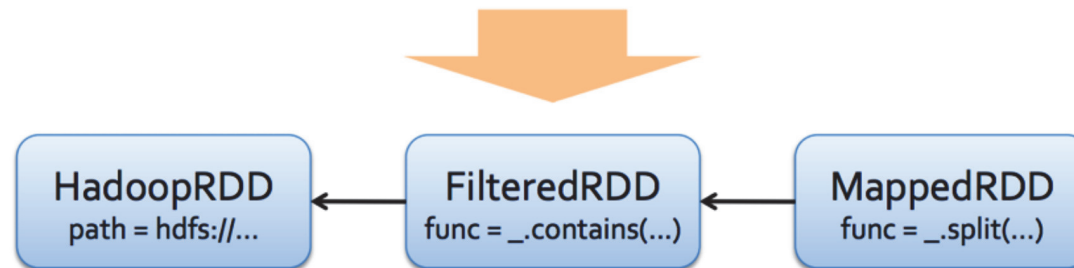 HadoopRDD
path = hdfs://...
FilteredRDD
func = _.contains(...)
MappedRDD
func = _.split(...)